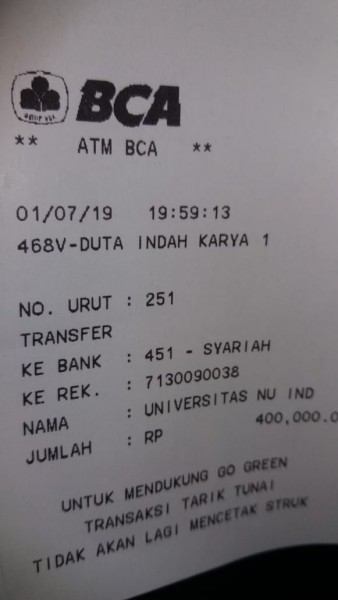 BCA
** ATM BCA **
01/07/19 19:59:13
468V-DUTA INDAH KARYA 1
NO. URUT : 251
TRANSFER
KE BANK : 451 - SYARIAH
KE REK. : 7130090038
NAMA : UNIVERSITAS NU IND
JUMLAH : RP 400,000.0
UNTUK MENDUKUNG GO GREEN
TRANSAKSI TARIK TUNAI
TIDAK AKAN LAGI MENCETAK STRUK